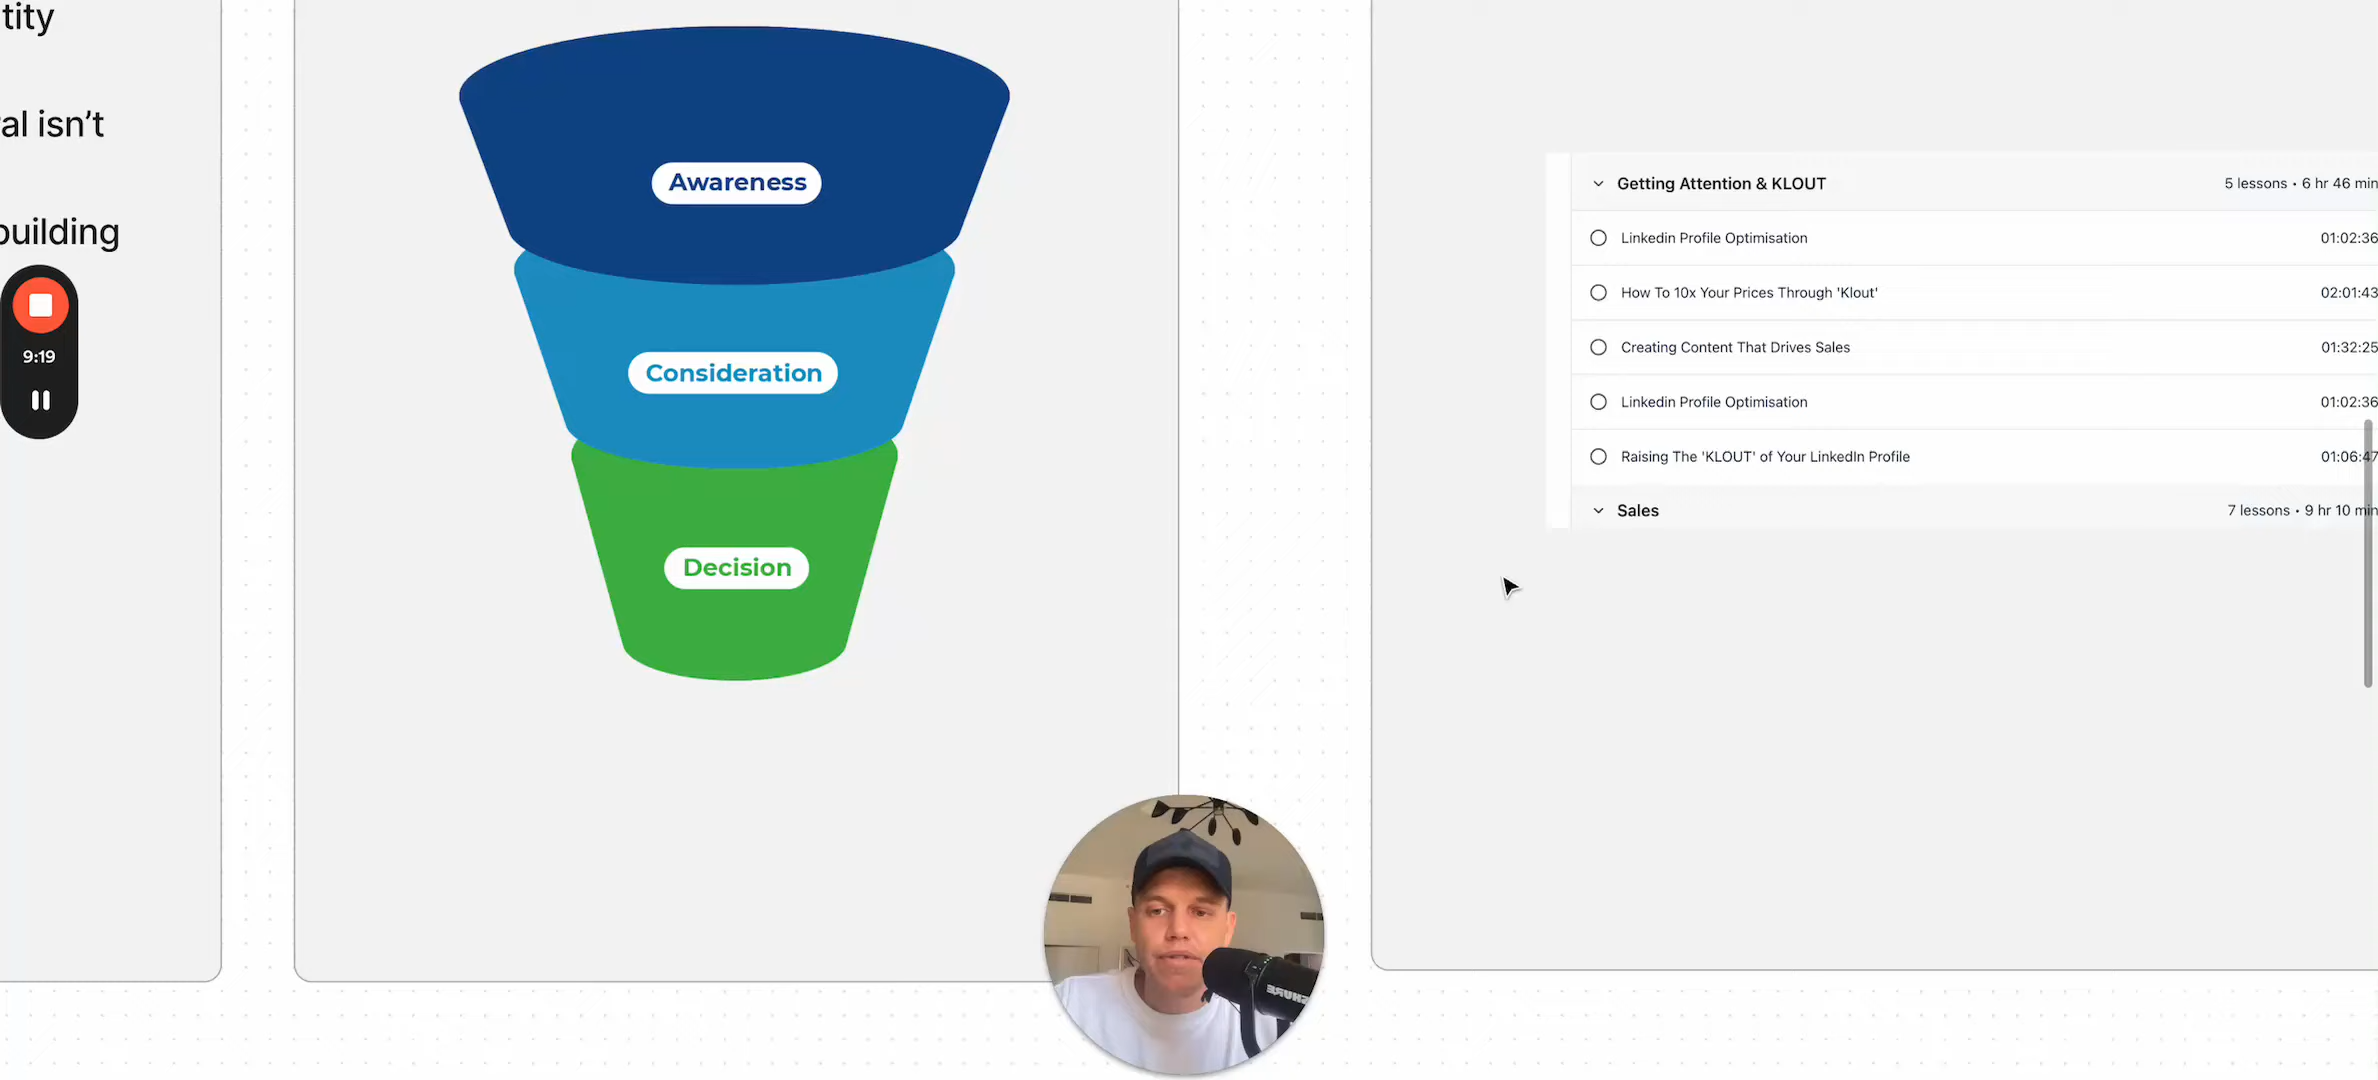 tity
al isn't
building
9:19
Awareness
Consideration
Decision
Getting Attention & KLOUT 5 lessons • 6 hr 46 min
Linkedin Profile Optimisation 01:02:36
How To 10x Your Prices Through 'Klout' 02:01:43
Creating Content That Drives Sales 01:32:25
Linkedin Profile Optimisation 01:02:36
Raising The 'KLOUT' of Your LinkedIn Profile 01:06:47
Sales 7 lessons • 9 hr 10 min
SHURE